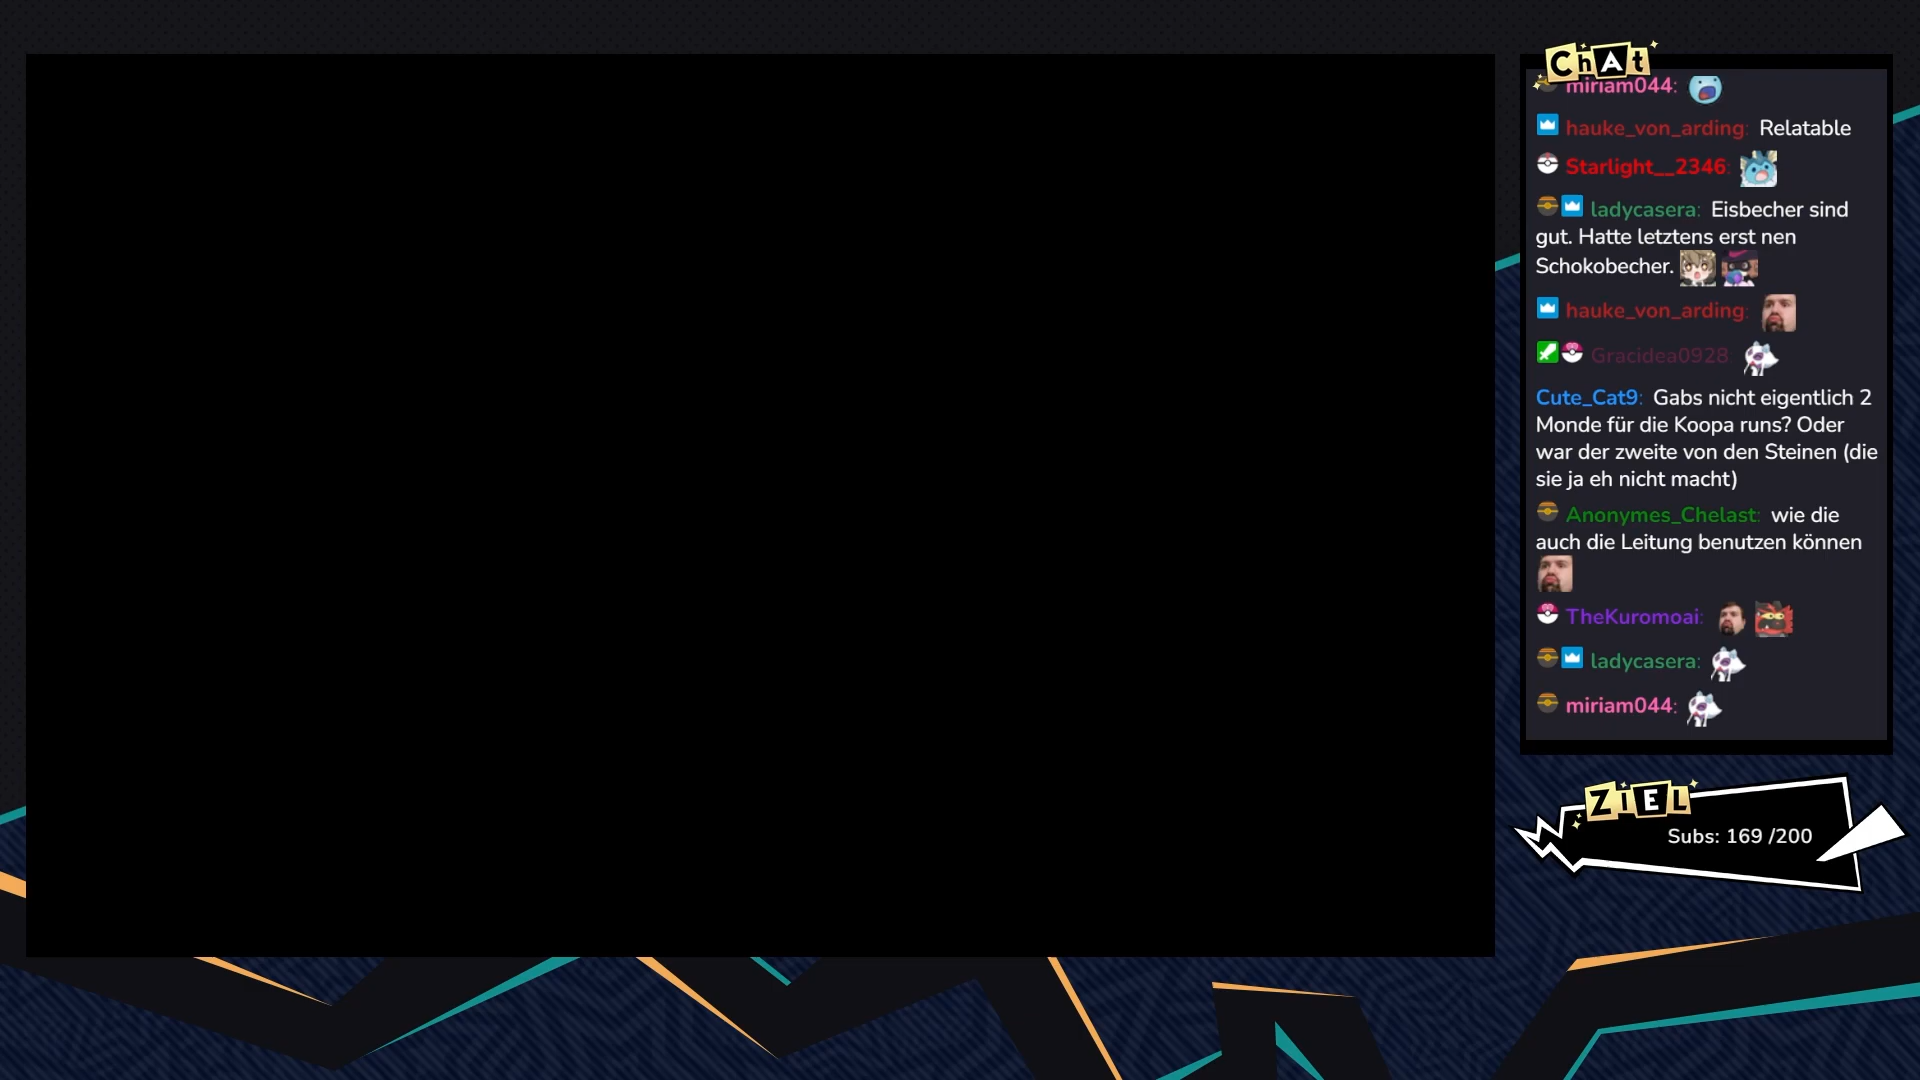 ChAt
miriam044:
hauke_von_arding: Relatable
Starlight__2346:
ladycasera: Eisbecher sind
gut. Hatte letztens erst nen
Schokobecher.
hauke_von_arding:
Gracidea0928:
Cute_Cat9: Gabs nicht eigentlich 2
Monde für die Koopa runs? Oder
war der zweite von den Steinen (die
sie ja eh nicht macht)
Anonymes_Chelast: wie die
auch die Leitung benutzen können
TheKuromoai:
ladycasera:
miriam044:
ZiEL
Subs: 169 /200